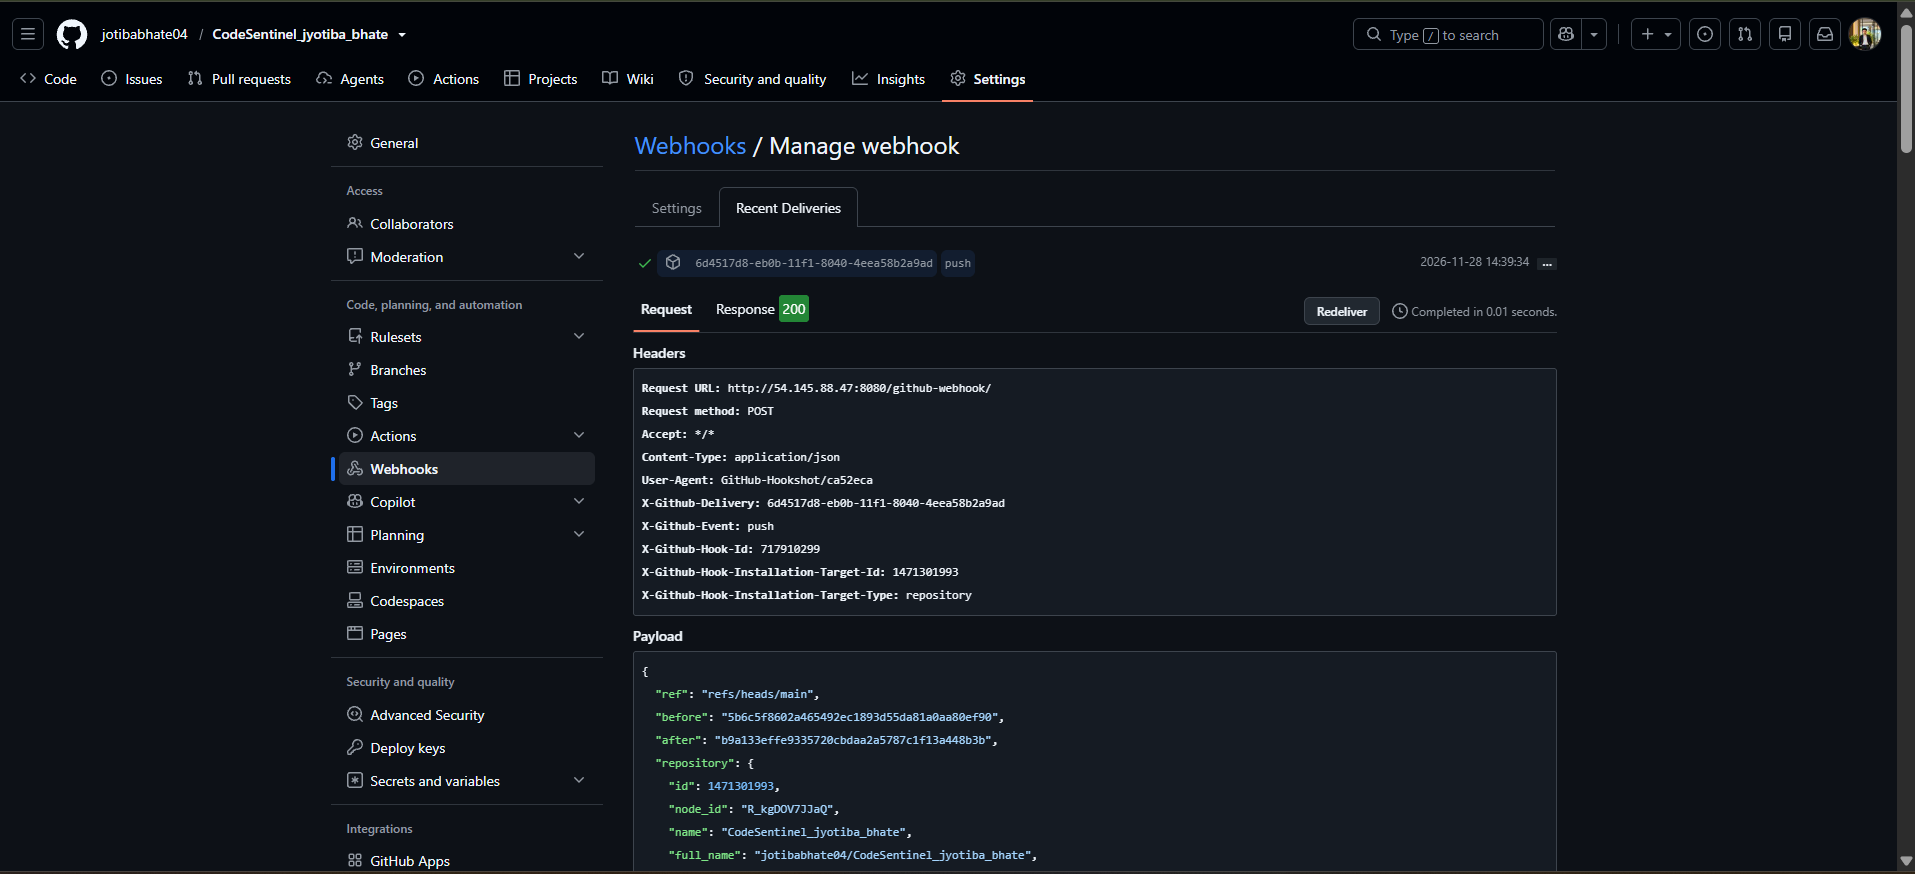 jotibabhate04 / CodeSentinel_jyotiba_bhate
Type / to search
Code Issues Pull requests Agents Actions Projects Wiki Security and quality Insights Settings
General
Access
Collaborators
Moderation
Code, planning, and automation
Rulesets
Branches
Tags
Actions
Webhooks
Copilot
Planning
Environments
Codespaces
Pages
Security and quality
Advanced Security
Deploy keys
Secrets and variables
Integrations
GitHub Apps
Webhooks / Manage webhook
Settings Recent Deliveries
6d4517d8-eb0b-11f1-8040-4eea58b2a9ad push 2026-11-28 14:39:34 ...
Request Response 200 Redeliver Completed in 0.01 seconds.
Headers
Request URL: http://54.145.88.47:8080/github-webhook/
Request method: POST
Accept: */*
Content-Type: application/json
User-Agent: GitHub-Hookshot/ca52eca
X-Github-Delivery: 6d4517d8-eb0b-11f1-8040-4eea58b2a9ad
X-Github-Event: push
X-Github-Hook-Id: 717910299
X-Github-Hook-Installation-Target-Id: 1471301993
X-Github-Hook-Installation-Target-Type: repository
Payload
{
"ref": "refs/heads/main",
"before": "5b6c5f8602a465492ec1893d55da81a0aa80ef90",
"after": "b9a133effe9335720cbdaa2a5787c1f13a448b3b",
"repository": {
"id": 1471301993,
"node_id": "R_kgDOV7JJaQ",
"name": "CodeSentinel_jyotiba_bhate",
"full_name": "jotibabhate04/CodeSentinel_jyotiba_bhate",